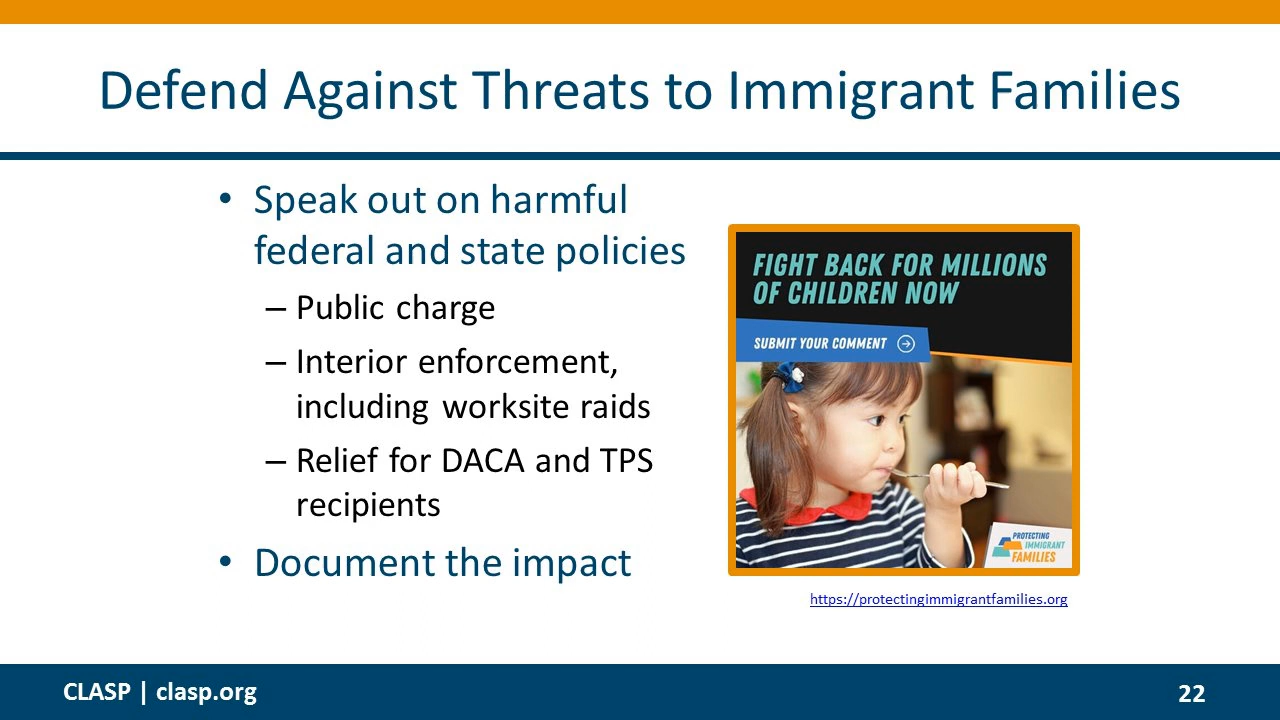 Defend Against Threats to Immigrant Families
• Speak out on harmful
federal and state policies
– Public charge
– Interior enforcement,
including worksite raids
– Relief for DACA and TPS
recipients
• Document the impact
FIGHT BACK FOR MILLIONS
OF CHILDREN NOW
SUBMIT YOUR COMMENT
PROTECTING
IMMIGRANT
FAMILIES
https://protectingimmigrantfamilies.org
CLASP | clasp.org
22